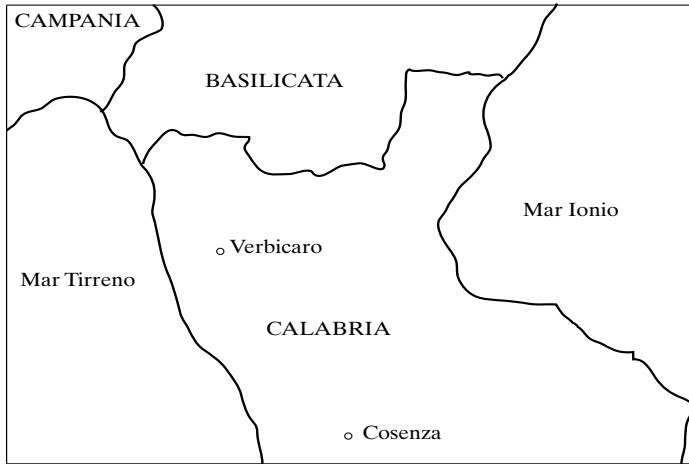 CAMPANIA
BASILICATA
Mar Ionio
Verbicaro
Mar Tirreno
CALABRIA
Cosenza